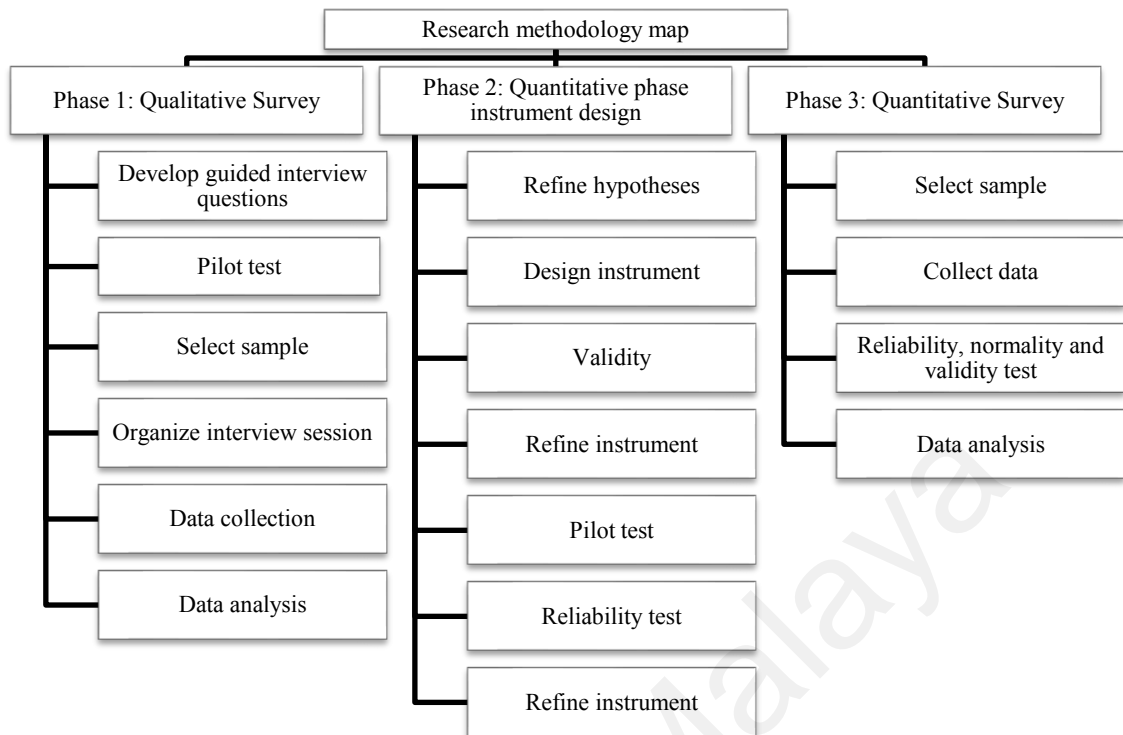 Research methodology map
Phase 1: Qualitative Survey
Develop guided interview
questions
Pilot test
Select sample
Organize interview session
Data collection
Data analysis
Phase 2: Quantitative phase
instrument design
Refine hypotheses
Design instrument
Validity
Refine instrument
Pilot test
Reliability test
Refine instrument
Phase 3: Quantitative Survey
Select sample
Collect data
Reliability, normality and
validity test
Data analysis
Malaya